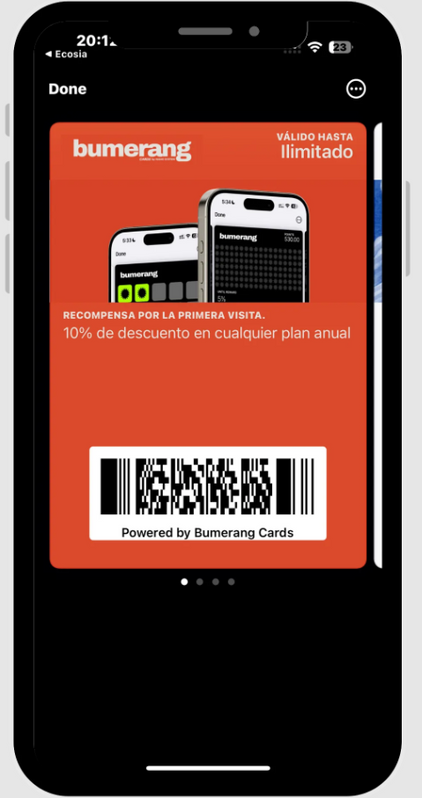 20:1
23
◀ Ecosia
Done
bumerang
VÁLIDO HASTA
Ilimitado
5:34
Done
bumerang
5:34
Done
bumerang
530,00
5%
RECOMPENSA POR LA PRIMERA VISITA.
10% de descuento en cualquier plan anual
Powered by Bumerang Cards